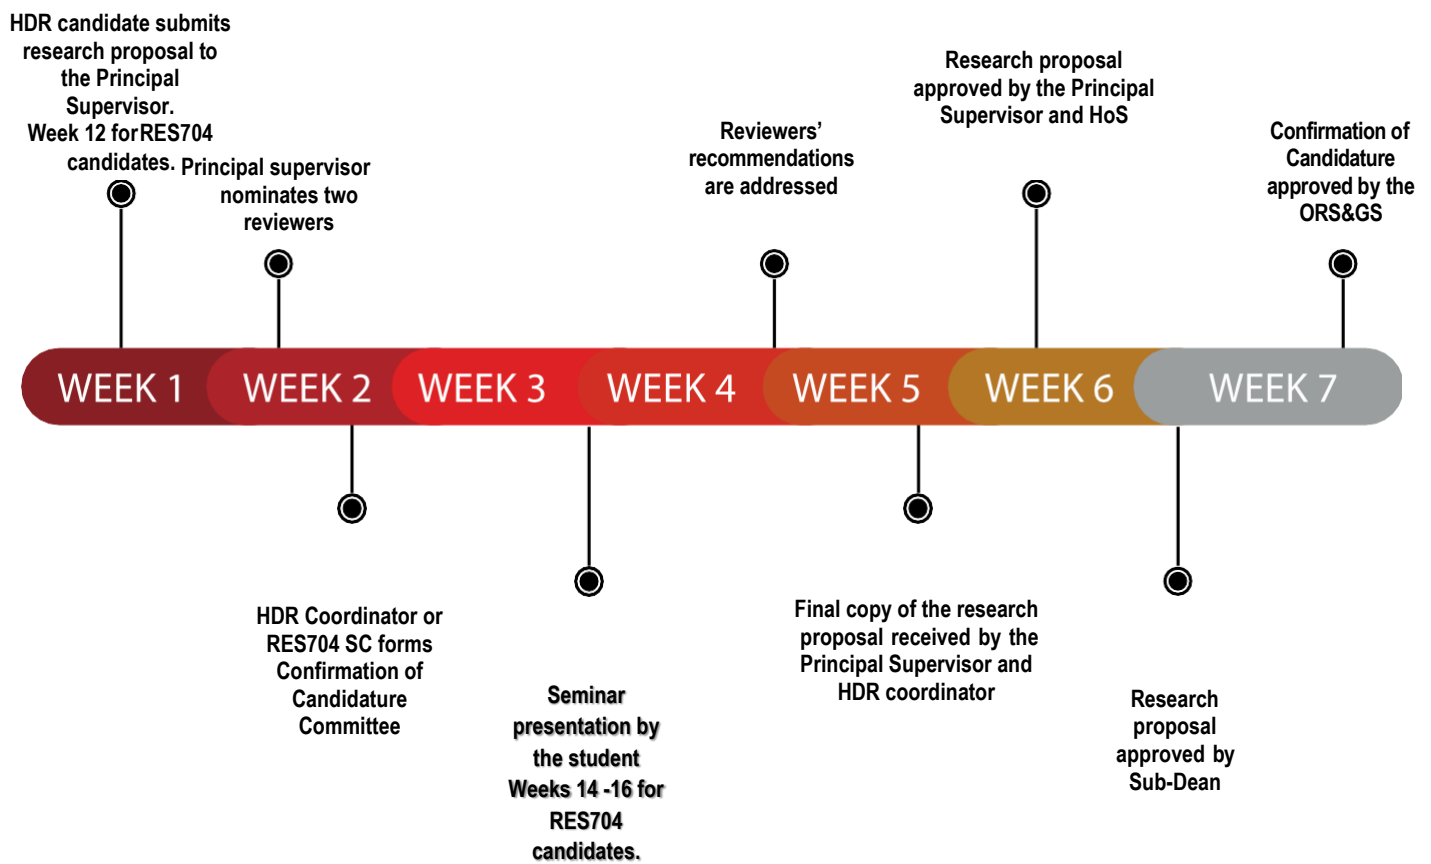 HDR candidate submits
research proposal to
the Principal
Supervisor.
Week 12 forRES704
candidates.
Principal supervisor
nominates two
reviewers
Reviewers’
recommendations
are addressed
Research proposal
approved by the Principal
Supervisor and HoS
Confirmation of
Candidature
approved by the
ORS&GS
WEEK 1
WEEK 2
WEEK 3
WEEK 4
WEEK 5
WEEK 6
WEEK 7
HDR Coordinator or
RES704 SC forms
Confirmation of
Candidature
Committee
Seminar
presentation by
the student
Weeks 14 -16 for
RES704
candidates.
Final copy of the research
proposal received by the
Principal Supervisor and
HDR coordinator
Research
proposal
approved by
Sub-Dean